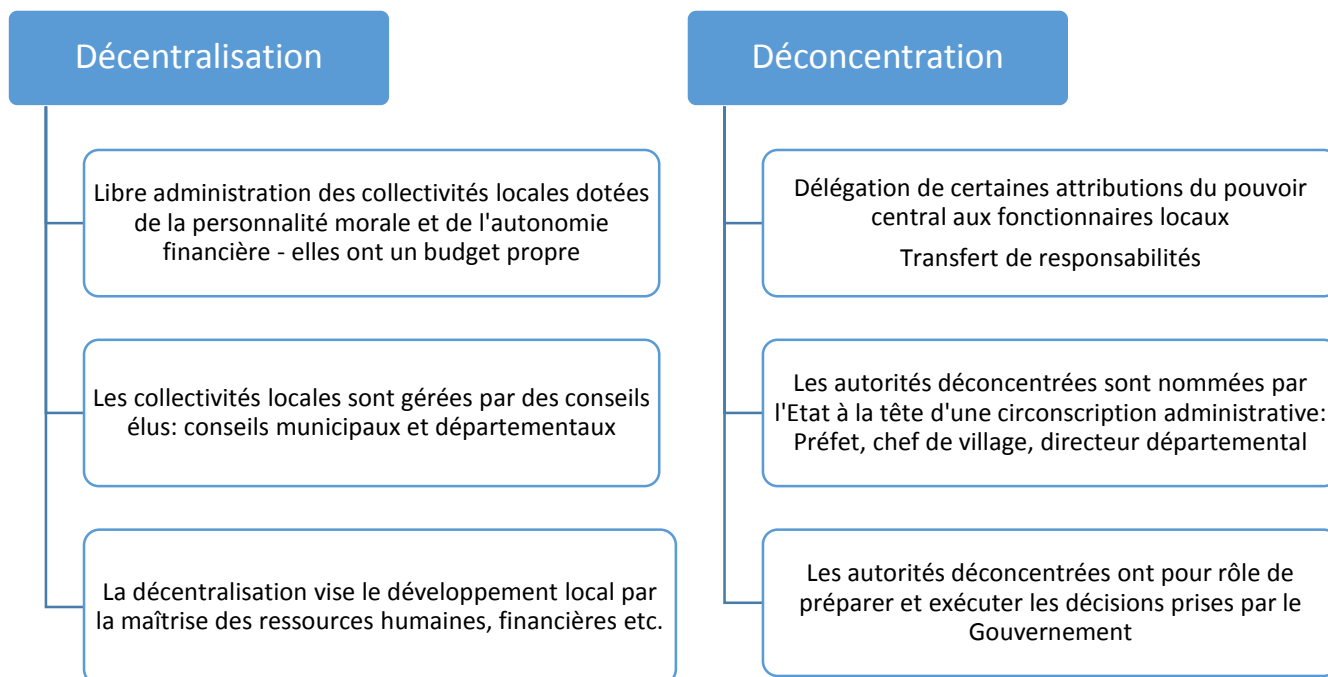 Décentralisation
Libre administration des collectivités locales dotées
de la personnalité morale et de l'autonomie
financière - elles ont un budget propre
Les collectivités locales sont gérées par des conseils
élus: conseils municipaux et départementaux
La décentralisation vise le développement local par
la maîtrise des ressources humaines, financières etc.
Déconcentration
Délégation de certaines attributions du pouvoir
central aux fonctionnaires locaux
Transfert de responsabilités
Les autorités déconcentrées sont nommées par
l'Etat à la tête d'une circonscription administrative:
Préfet, chef de village, directeur départemental
Les autorités déconcentrées ont pour rôle de
préparer et exécuter les décisions prises par le
Gouvernement